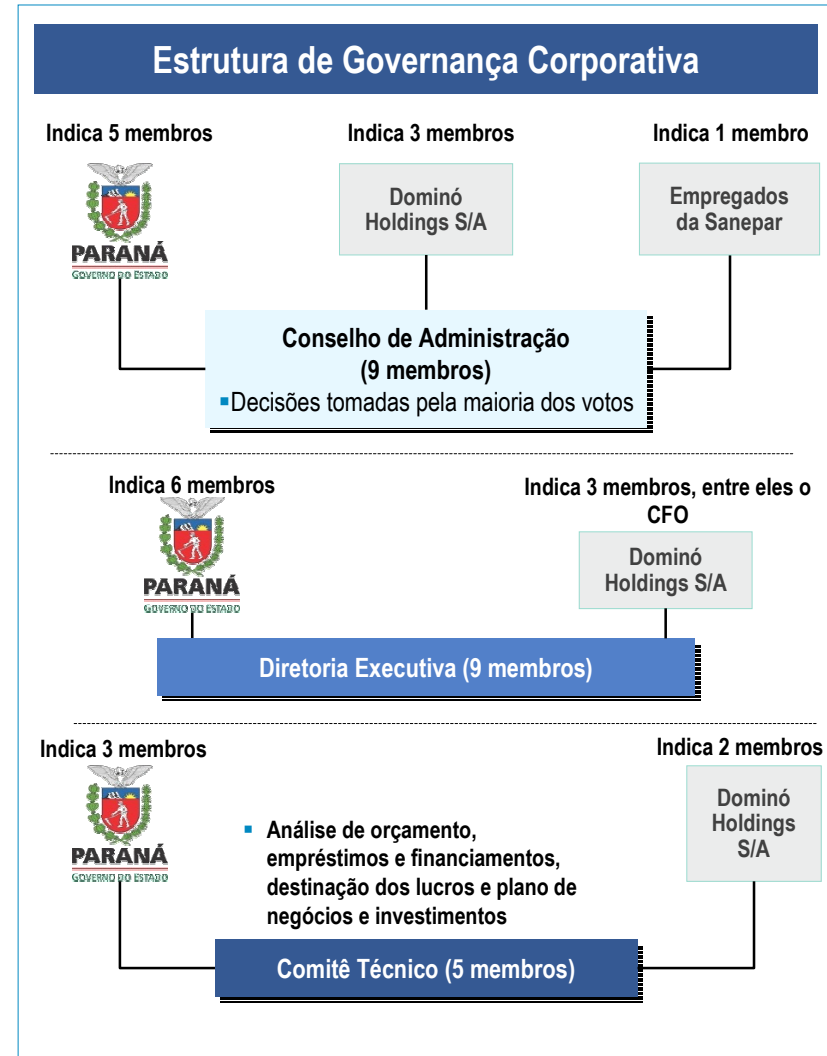 Estrutura de Governança Corporativa
Indica 5 membros
Indica 3 membros
Indica 1 membro
PARANÁ
GOVERNO DO ESTADO
Dominó
Holdings S/A
Empregados
da Sanepar
Conselho de Administração
(9 membros)
▪Decisões tomadas pela maioria dos votos
Indica 6 membros
Indica 3 membros, entre eles o
CFO
PARANÁ
GOVERNO DO ESTADO
Dominó
Holdings S/A
Diretoria Executiva (9 membros)
Indica 3 membros
Indica 2 membros
PARANÁ
GOVERNO DO ESTADO
Dominó
Holdings
S/A
▪ Análise de orçamento,
empréstimos e financiamentos,
destinação dos lucros e plano de
negócios e investimentos
Comitê Técnico (5 membros)